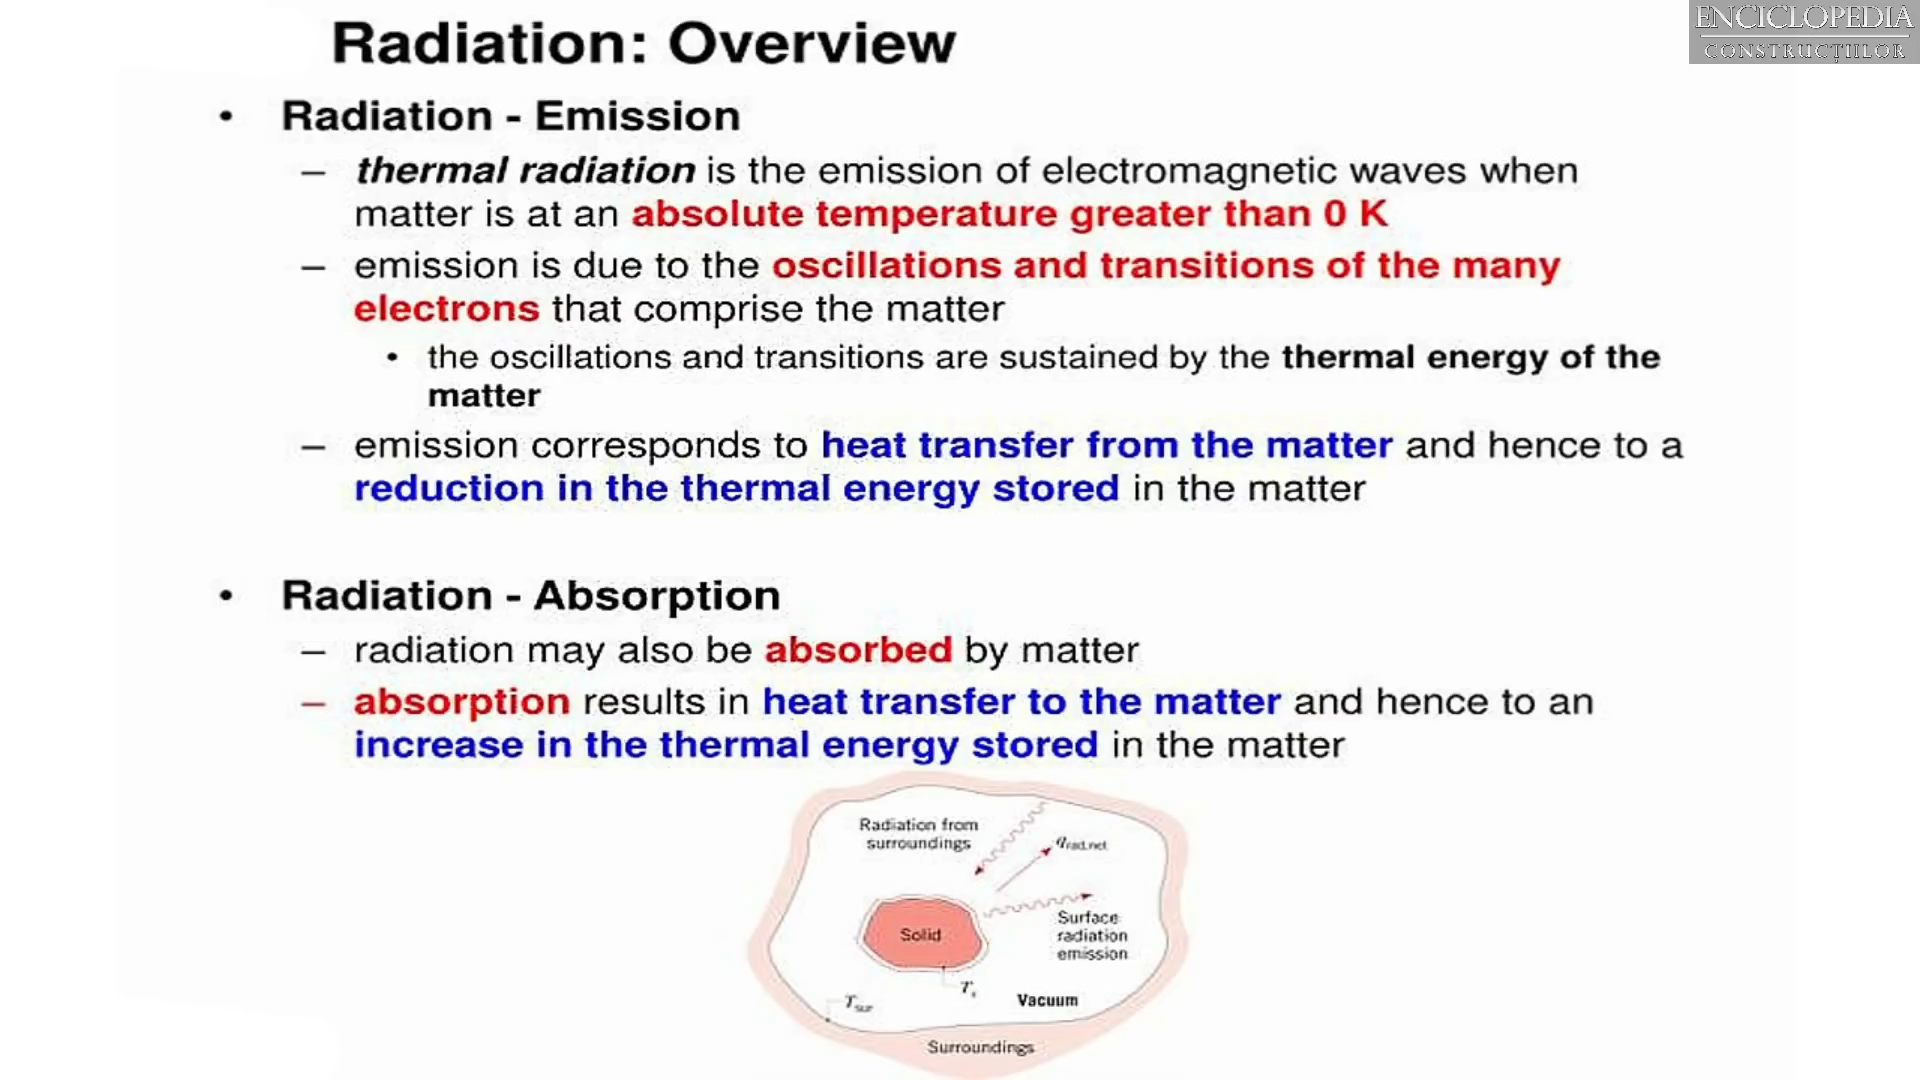 ENCICLOPEDIA
CONSTRUCȚIILOR
Radiation: Overview
• Radiation - Emission
– thermal radiation is the emission of electromagnetic waves when
matter is at an absolute temperature greater than 0 K
– emission is due to the oscillations and transitions of the many
electrons that comprise the matter
• the oscillations and transitions are sustained by the thermal energy of the
matter
– emission corresponds to heat transfer from the matter and hence to a
reduction in the thermal energy stored in the matter
• Radiation - Absorption
– radiation may also be absorbed by matter
– absorption results in heat transfer to the matter and hence to an
increase in the thermal energy stored in the matter
Radiation from
surroundings
q rad,net
Solid
Surface
radiation
emission
T s
Vacuum
T sur
Surroundings